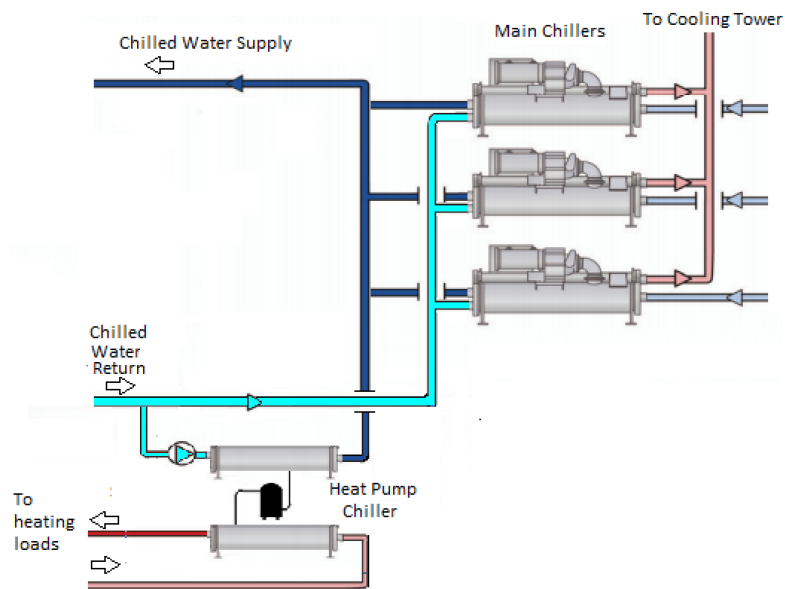 To Cooling Tower
Main Chillers
Chilled Water Supply
Chilled
Water
Return
Heat Pump
Chiller
To
heating
loads